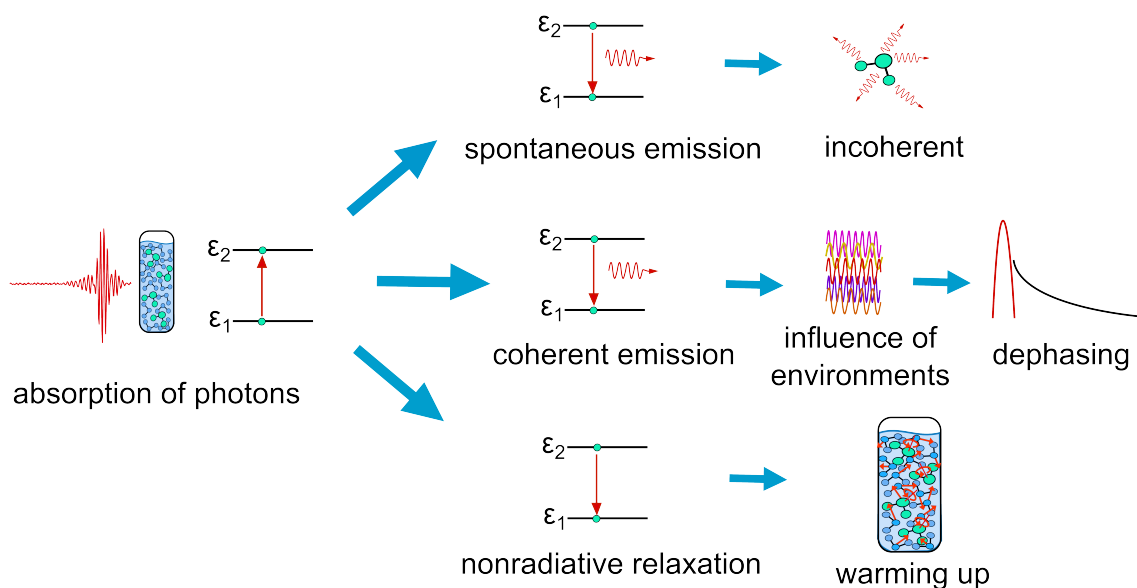 ε2
ε1
spontaneous emission
incoherent
ε2
ε1
absorption of photons
ε2
ε1
coherent emission
influence of
environments
dephasing
ε2
ε1
nonradiative relaxation
warming up